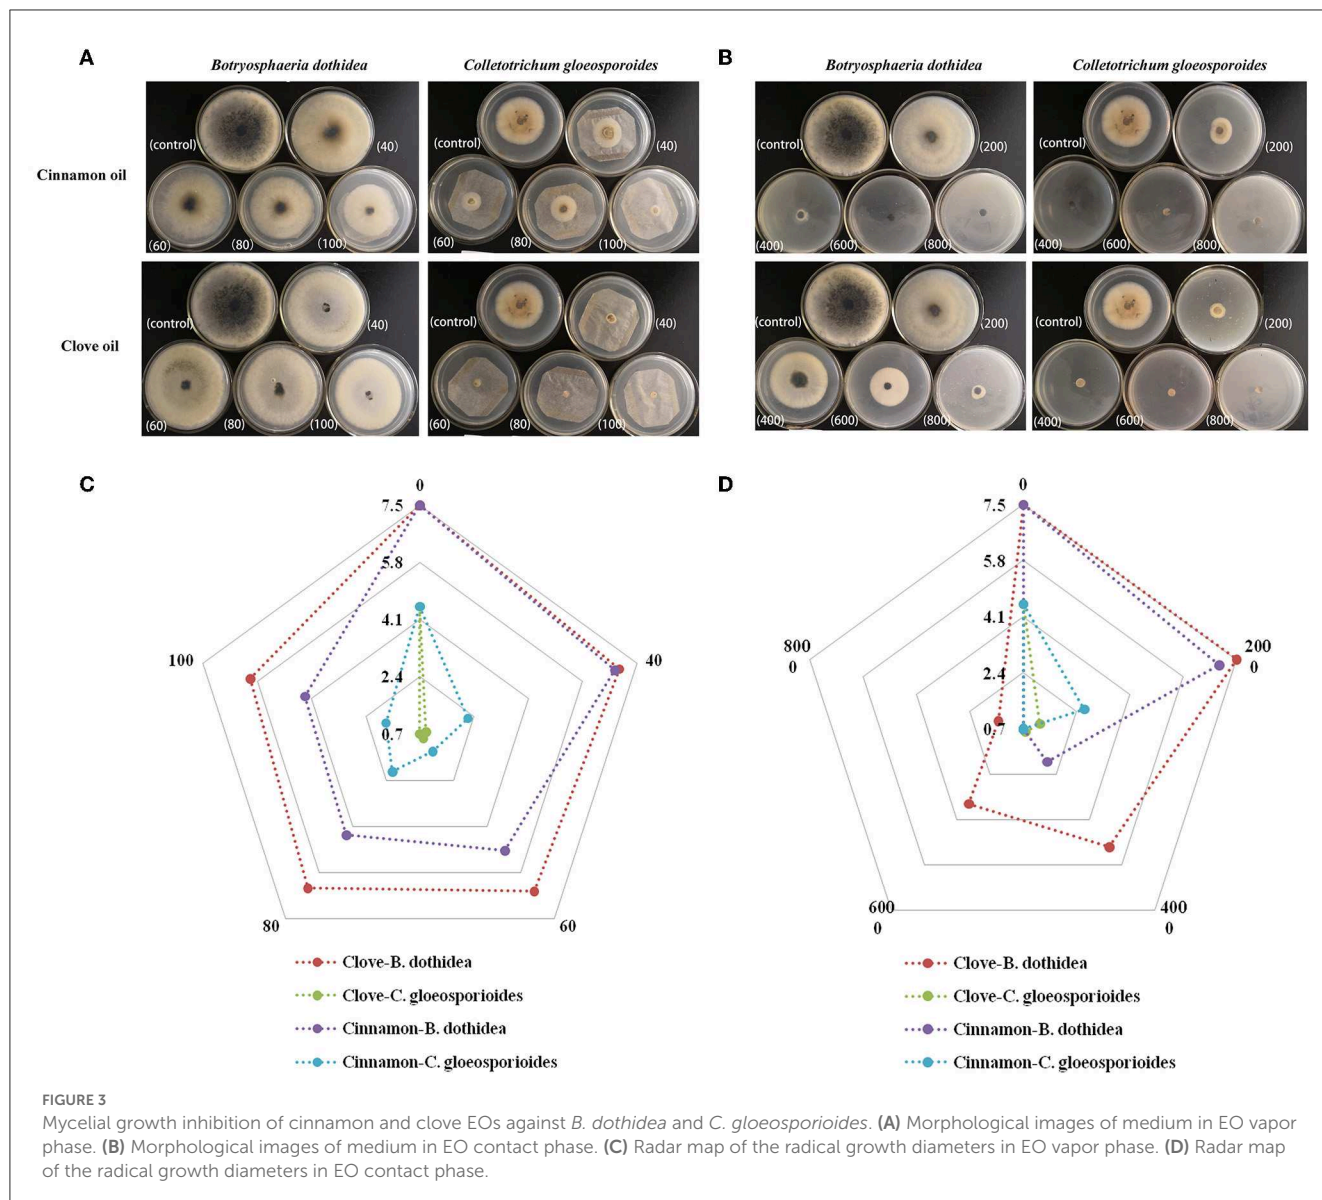 A
B
Botryosphaeria dothidea
Colletotrichum gloeosporoides
Botryosphaeria dothidea
Colletotrichum gloeosporoides
Cinnamon oil
(control)
(40)
(60)
(80)
(100)
(control)
(40)
(60)
(80)
(100)
(control)
(200)
(400)
(600)
(800)
(control)
(200)
(400)
(600)
(800)
Clove oil
(control)
(40)
(60)
(80)
(100)
(control)
(40)
(60)
(80)
(100)
(control)
(200)
(400)
(600)
(800)
(control)
(200)
(400)
(600)
(800)
C
0
7.5
5.8
4.1
2.4
0.7
40
60
80
100
Clove-B. dothidea
Clove-C. gloeosporioides
Cinnamon-B. dothidea
Cinnamon-C. gloeosporioides
D
0
7.5
5.8
4.1
2.4
0.7
200
0
400
0
600
0
800
0
Clove-B. dothidea
Clove-C. gloeosporioides
Cinnamon-B. dothidea
Cinnamon-C. gloeosporioides
FIGURE 3
Mycelial growth inhibition of cinnamon and clove EOs against B. dothidea and C. gloeosporioides. (A) Morphological images of medium in EO vapor
phase. (B) Morphological images of medium in EO contact phase. (C) Radar map of the radical growth diameters in EO vapor phase. (D) Radar map
of the radical growth diameters in EO contact phase.